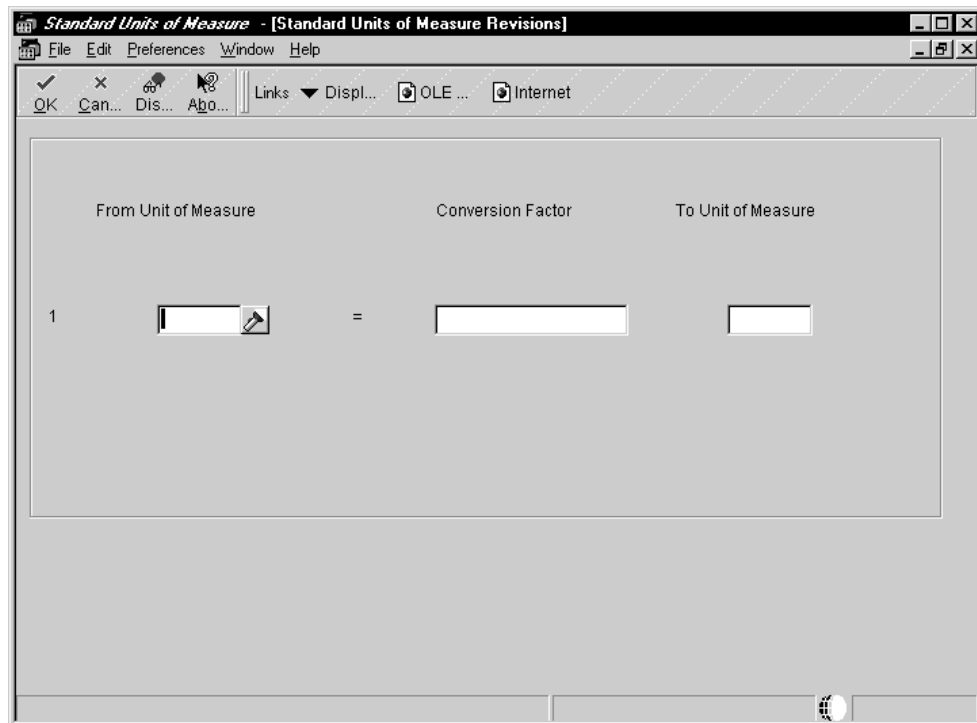 Standard Units of Measure - [Standard Units of Measure Revisions]
File Edit Preferences Window Help
OK Can... Dis... Abo... Links Displ... OLE ... Internet
From Unit of Measure Conversion Factor To Unit of Measure
1 =